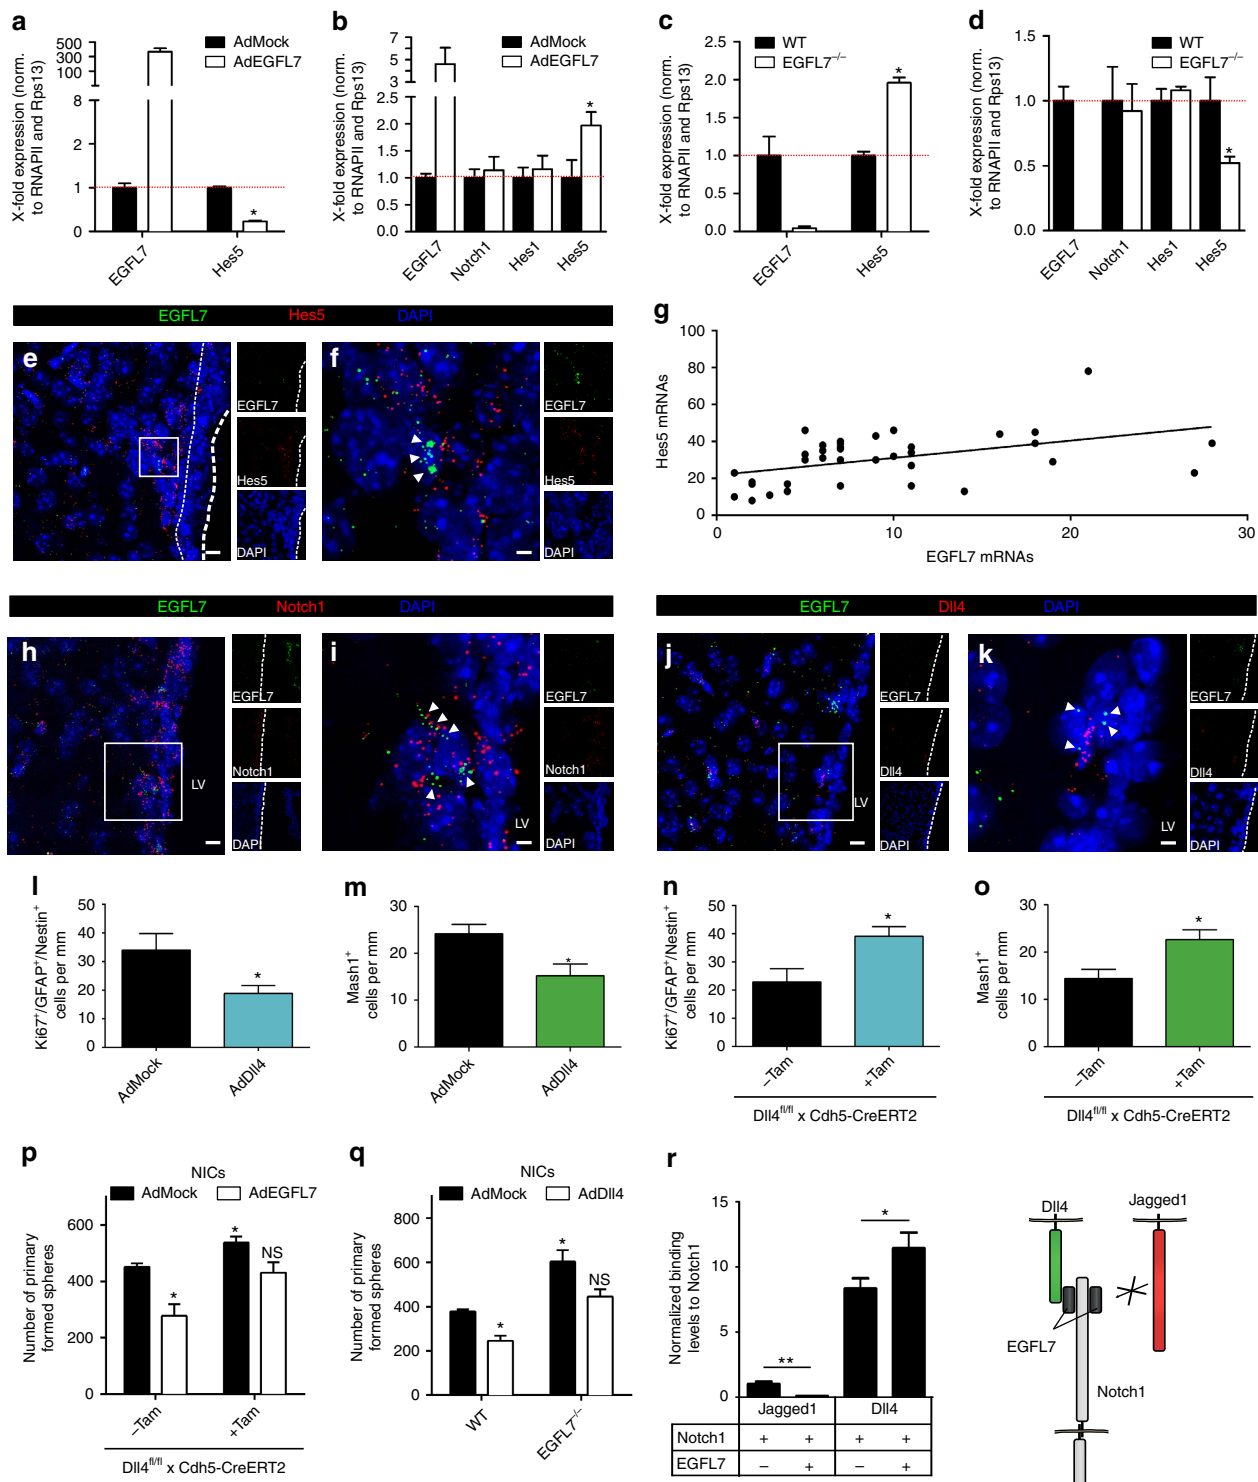 a
X-fold expression (norm.
to RNAPII and Rps13)
500
300
100
8
2
1
0
AdMock
AdEGFL7
*
EGFL7
Hes5
b
X-fold expression (norm.
to RNAPII and Rps13)
7
6
5
4
3
2.5
2.0
1.5
1.0
0.5
0.0
AdMock
AdEGFL7
*
EGFL7
Notch1
Hes1
Hes5
c
X-fold expression (norm.
to RNAPII and Rps13)
2.5
2.0
1.5
1.0
0.5
0.0
WT
EGFL7−/−
*
EGFL7
Hes5
d
X-fold expression (norm.
to RNAPII and Rps13)
1.5
1.0
0.5
0.0
WT
EGFL7−/−
*
EGFL7
Notch1
Hes1
Hes5
EGFL7 Hes5 DAPI
e
EGFL7
Hes5
DAPI
f
EGFL7
Hes5
DAPI
g
Hes5 mRNAs
100
80
60
40
20
0
0 10 20 30
EGFL7 mRNAs
EGFL7 Notch1 DAPI
h
LV
EGFL7
Notch1
DAPI
i
LV
EGFL7
Notch1
DAPI
EGFL7 Dll4 DAPI
j
LV
EGFL7
Dll4
DAPI
k
LV
EGFL7
Dll4
DAPI
l
Ki67+/GFAP+/Nestin+
cells per mm
50
40
30
20
10
0
*
AdMock
AdDll4
m
Mash1+
cells per mm
30
20
10
0
*
AdMock
AdDll4
n
Ki67+/GFAP+/Nestin+
cells per mm
50
40
30
20
10
0
*
−Tam
+Tam
Dll4fl/fl x Cdh5-CreERT2
o
Mash1+
cells per mm
30
20
10
0
*
−Tam
+Tam
Dll4fl/fl x Cdh5-CreERT2
p
NICs
AdMock AdEGFL7
Number of primary
formed spheres
600
400
200
0
*
*
NS
−Tam
+Tam
Dll4fl/fl x Cdh5-CreERT2
q
NICs
AdMock AdDll4
Number of primary
formed spheres
800
600
400
200
0
*
*
NS
WT
EGFL7−/−
r
Normalized binding
levels to Notch1
15
10
5
0
**
*
Jagged1 Dll4
Notch1 + + + +
EGFL7 − + − +
Dll4
Jagged1
EGFL7
Notch1